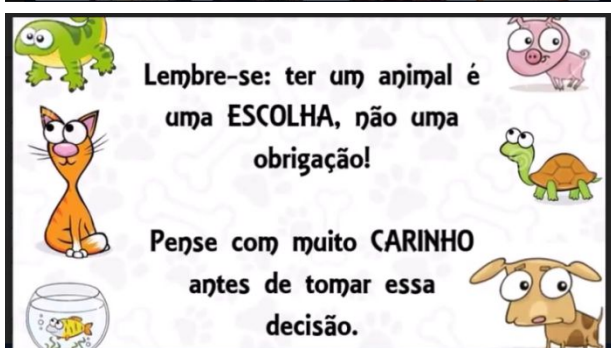 Lembre-se: ter um animal é
uma ESCOLHA, não uma
obrigação!
Pense com muito CARINHO
antes de tomar essa
decisão.